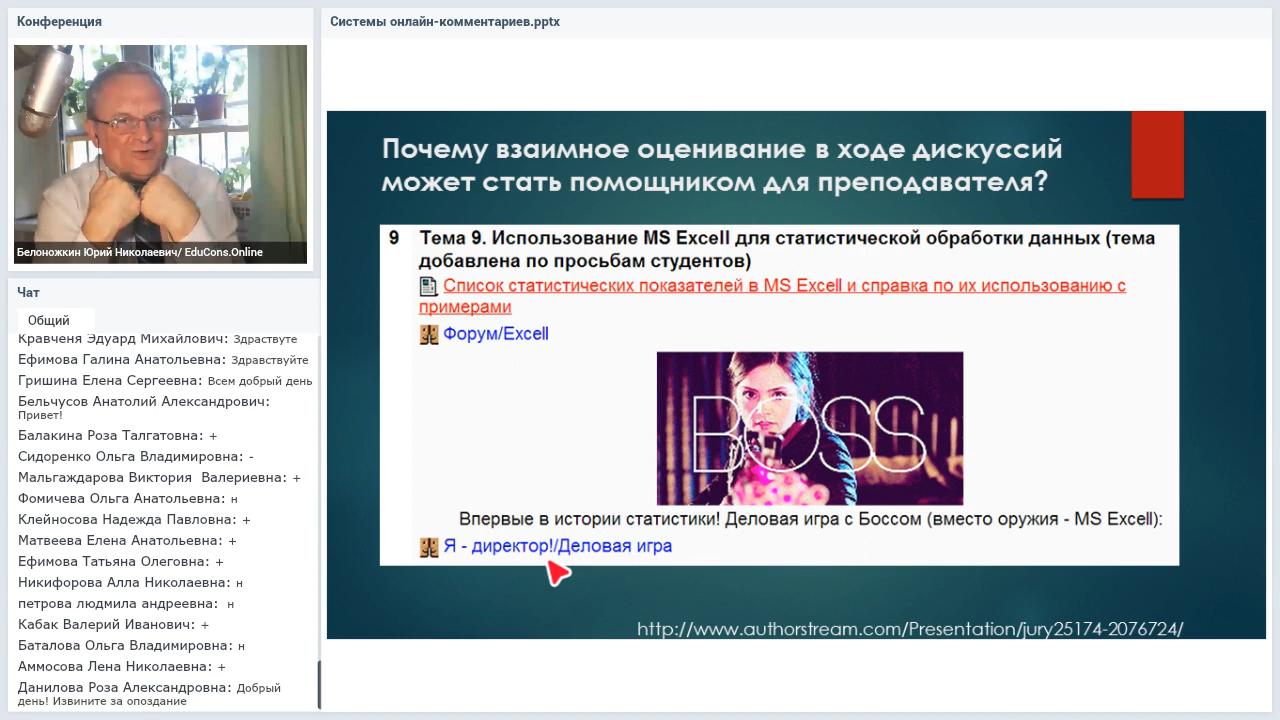 Конференция
Белоножкин Юрий Николаевич/ EduCons.Online
Чат
Общий
Кравченя Эдуард Михайлович: Здраствуте
Ефимова Галина Анатольевна: Здравствуйте
Гришина Елена Сергеевна: Всем добрый день
Бельчусов Анатолий Александрович:
Привет!
Балакина Роза Талгатовна: +
Сидоренко Ольга Владимировна: -
Мальгаждарова Виктория Валериевна: +
Фомичева Ольга Анатольевна: н
Клейносова Надежда Павловна: +
Матвеева Елена Анатольевна: +
Ефимова Татьяна Олеговна: +
Никифорова Алла Николаевна: н
петрова людмила андреевна: н
Кабак Валерий Иванович: +
Баталова Ольга Владимировна: н
Аммосова Лена Николаевна: +
Данилова Роза Александровна: Добрый
день! Извините за опоздание
Системы онлайн-комментариев.pptx
Почему взаимное оценивание в ходе дискуссий
может стать помощником для преподавателя?
9 Тема 9. Использование MS Excell для статистической обработки данных (тема
добавлена по просьбам студентов)
Список статистических показателей в MS Excell и справка по их использованию с
примерами
Форум/Excell
BOSS
Впервые в истории статистики! Деловая игра с Боссом (вместо оружия - MS Excell):
Я - директор!/Деловая игра
http://www.authorstream.com/Presentation/jury25174-2076724/